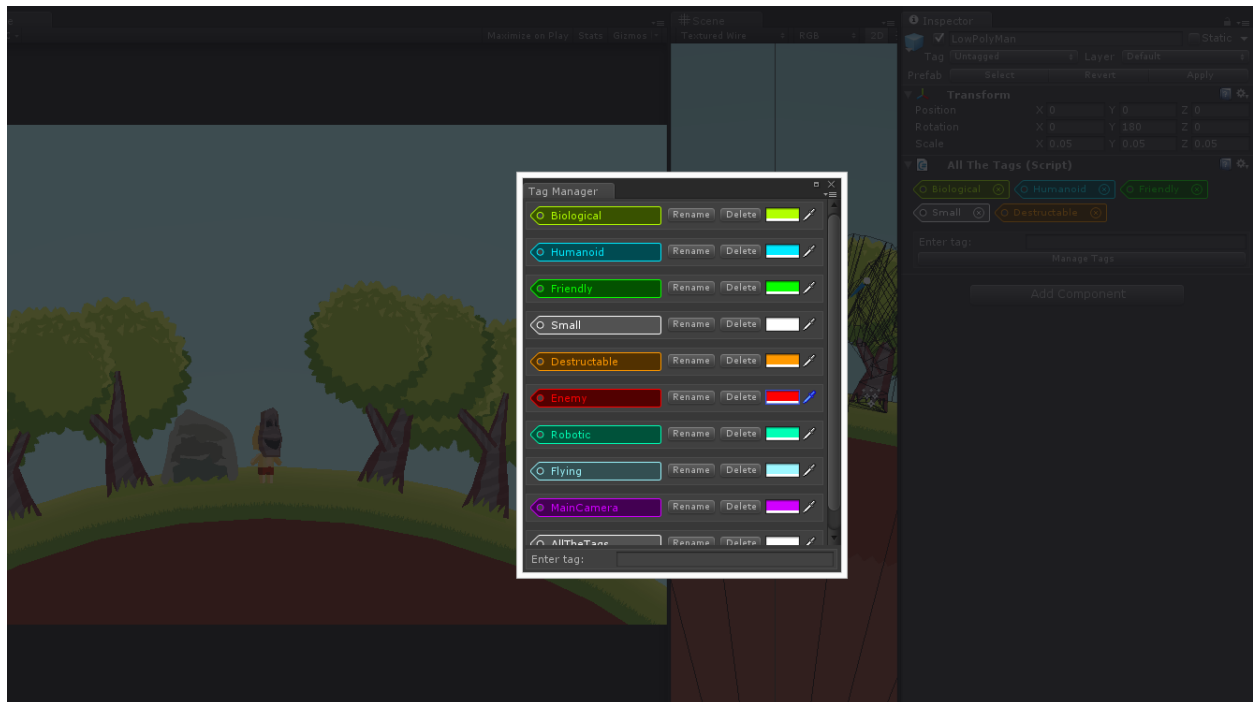 Maximize on Play Stats Gizmos
Scene
Textured Wire RGB 2D
Inspector
LowPolyMan Static
Tag Untagged Layer Default
Prefab Select Revert Apply
Transform
Position X 0 Y 0 Z 0
Rotation X 0 Y 180 Z 0
Scale X 0.05 Y 0.05 Z 0.05
All The Tags (Script)
Biological Humanoid Friendly
Small Destructable
Enter tag:
Manage Tags
Add Component
Tag Manager
Biological Rename Delete
Humanoid Rename Delete
Friendly Rename Delete
Small Rename Delete
Destructable Rename Delete
Enemy Rename Delete
Robotic Rename Delete
Flying Rename Delete
MainCamera Rename Delete
AllTheTags Rename Delete
Enter tag: